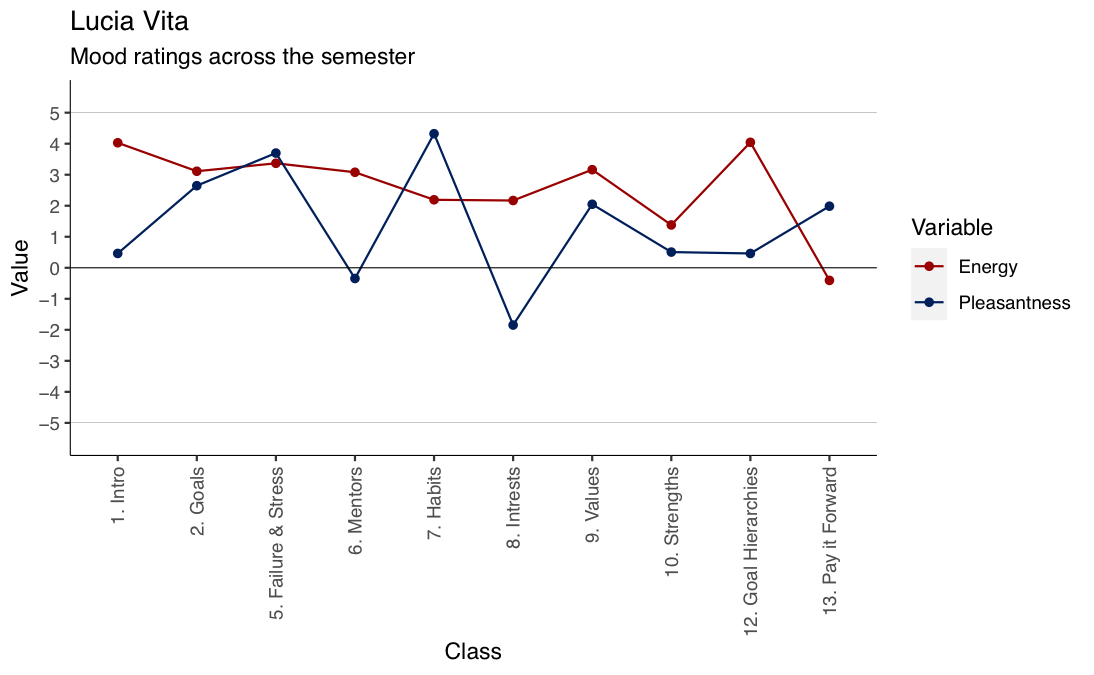 Lucia Vita
Mood ratings across the semester
Value
5
4
3
2
1
0
−1
−2
−3
−4
−5
1. Intro
2. Goals
5. Failure & Stress
6. Mentors
7. Habits
8. Intrests
9. Values
10. Strengths
12. Goal Hierarchies
13. Pay it Forward
Class
Variable
Energy
Pleasantness